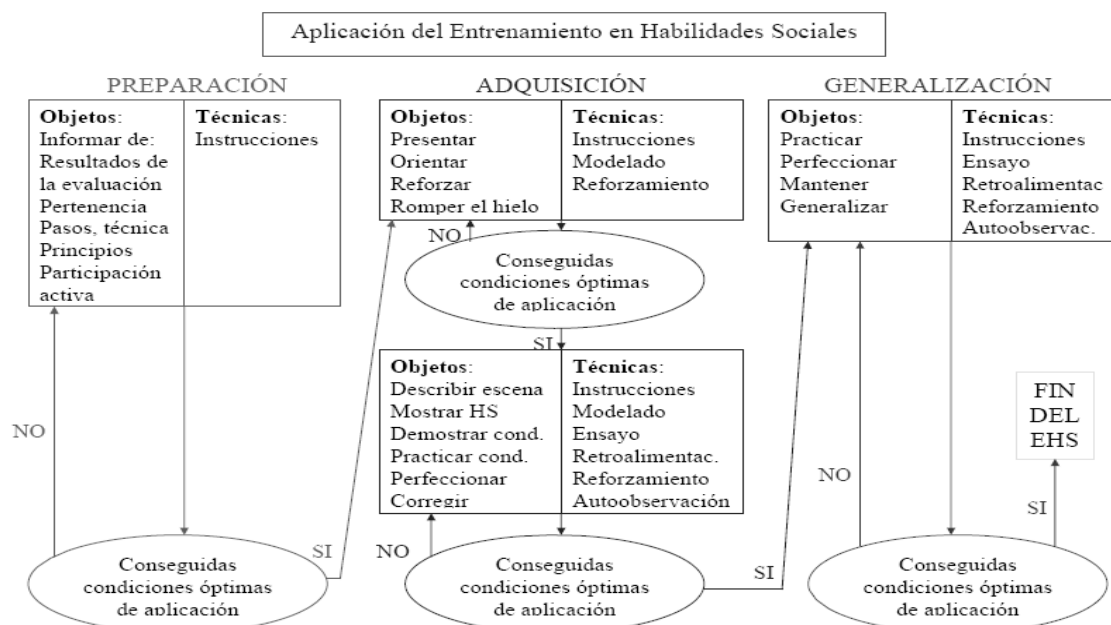 Aplicación del Entrenamiento en Habilidades Sociales
PREPARACIÓN
Objetos:
Informar de:
Resultados de
la evaluación
Pertenencia
Pasos, técnica
Principios
Participación
activa
Técnicas:
Instrucciones
NO
Conseguidas
condiciones óptimas
de aplicación
SI
ADQUISICIÓN
Objetos:
Presentar
Orientar
Reforzar
Romper el hielo
Técnicas:
Instrucciones
Modelado
Reforzamiento
NO
Conseguidas
condiciones óptimas
de aplicación
SI
Objetos:
Describir escena
Mostrar HS
Demostrar cond.
Practicar cond.
Perfeccionar
Corregir
Técnicas:
Instrucciones
Modelado
Ensayo
Retroalimentac.
Reforzamiento
Autoobservación
NO
Conseguidas
condiciones óptimas
de aplicación
SI
GENERALIZACIÓN
Objetos:
Practicar
Perfeccionar
Mantener
Generalizar
Técnicas:
Instrucciones
Ensayo
Retroalimentac
Reforzamiento
Autoobservac.
NO
Conseguidas
condiciones óptimas
de aplicación
SI
FIN
DEL
EHS